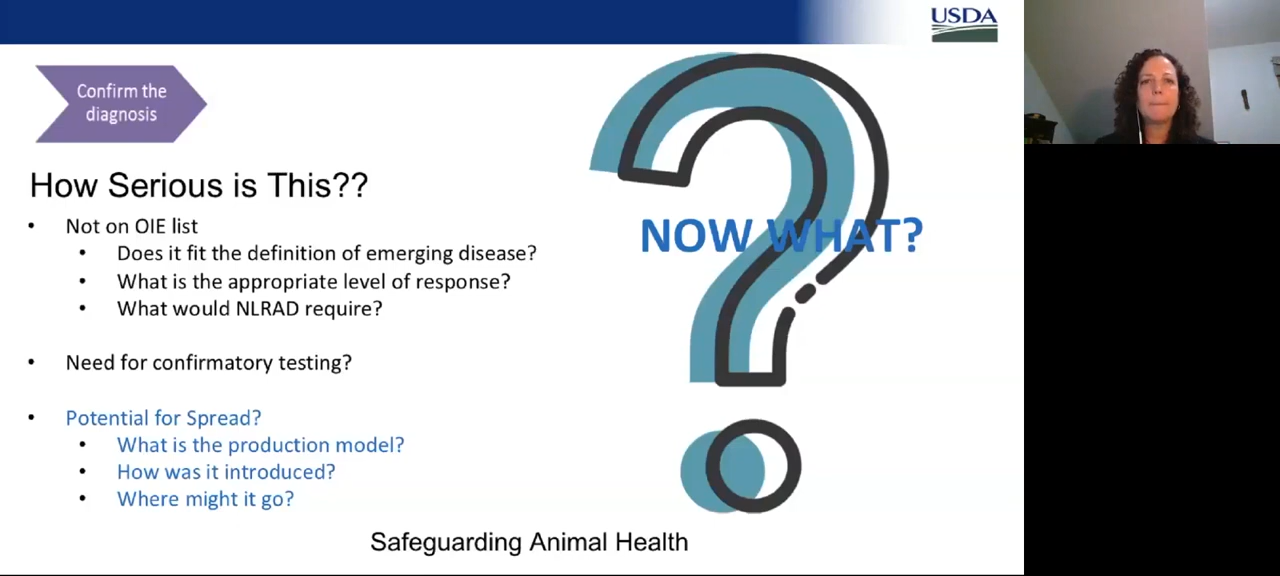 USDA
Confirm the
diagnosis
How Serious is This??
• Not on OIE list
• Does it fit the definition of emerging disease?
• What is the appropriate level of response?
• What would NLRAD require?
• Need for confirmatory testing?
• Potential for Spread?
• What is the production model?
• How was it introduced?
• Where might it go?
NOW WHAT?
Safeguarding Animal Health